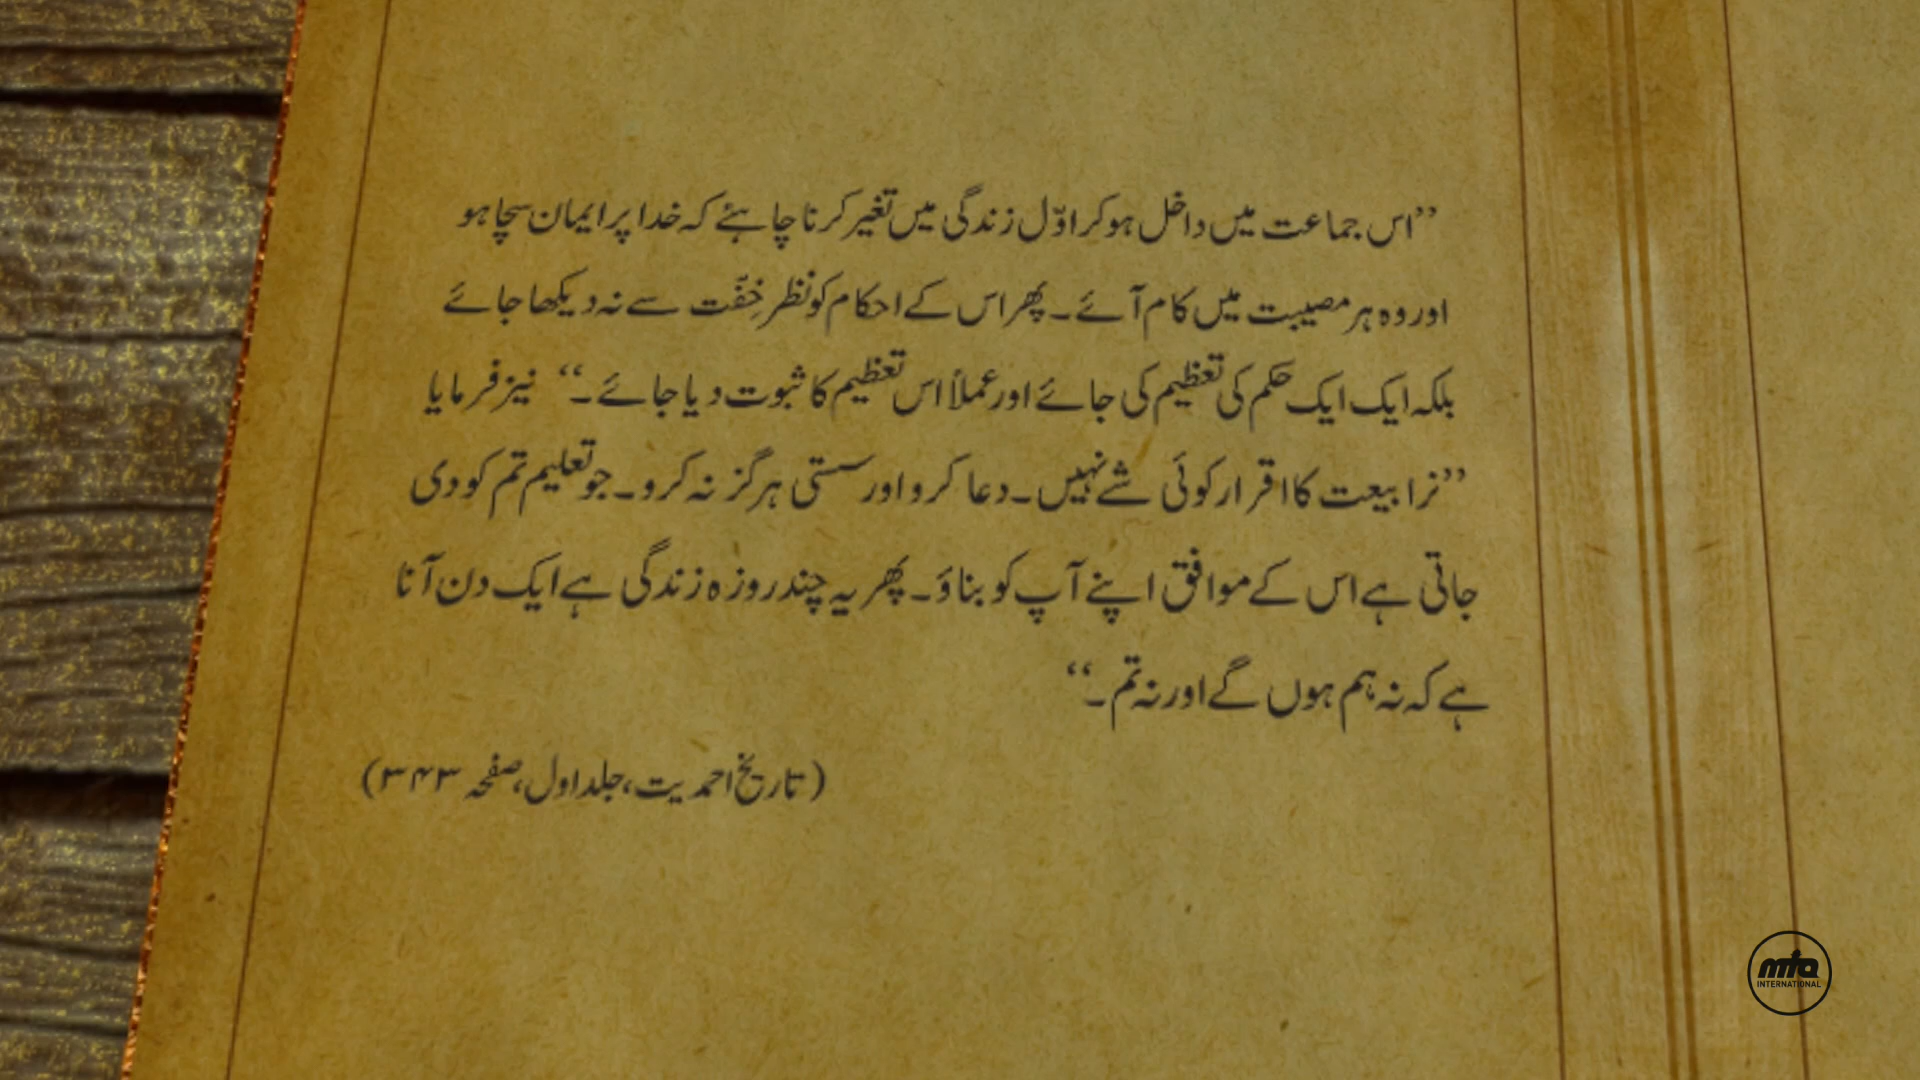 ”اس جماعت میں داخل ہوکر اوّل زندگی میں تغیر کرنا چاہئے کہ خدا پر ایمان سچا ہو
اور وہ ہر مصیبت میں کام آئے۔ پھر اس کے احکام کو نظر خِفّت سے نہ دیکھا جائے
بلکہ ایک ایک حکم کی تعظیم کی جائے اور عملاً اس تعظیم کا ثبوت دیا جائے۔“ نیز فرمایا
”نرا بیعت کا اقرار کوئی شے نہیں۔ دعا کرو اور سستی ہرگز نہ کرو۔ جو تعلیم تم کو دی
جاتی ہے اس کے موافق اپنے آپ کو بناؤ۔ پھر یہ چند روزہ زندگی ہے ایک دن آنا
ہے کہ نہ ہم ہوں گے اور نہ تم۔“
(تاریخ احمدیت، جلد اول، صفحہ ۳۴۳)
mta
INTERNATIONAL